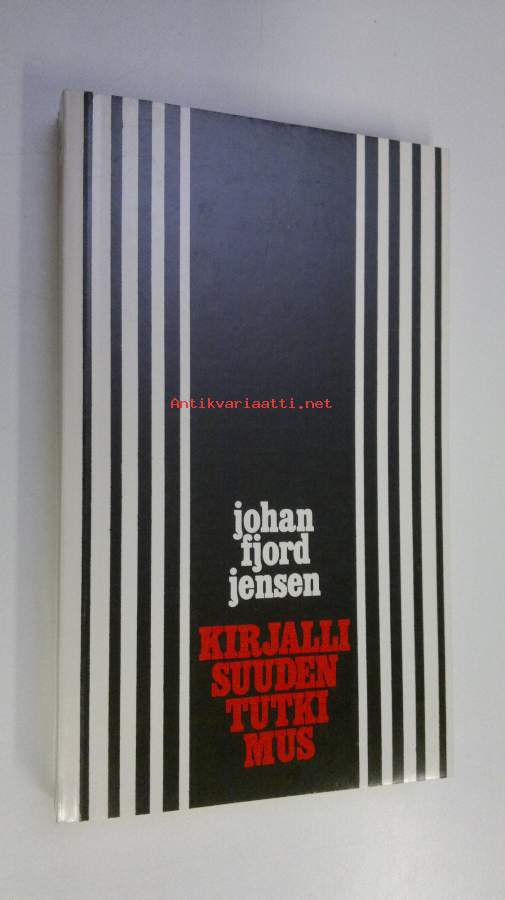 Antikvariaatti.net
johan
fjord
jensen
KIRJALLI
SUUDEN
TUTKI
MUS